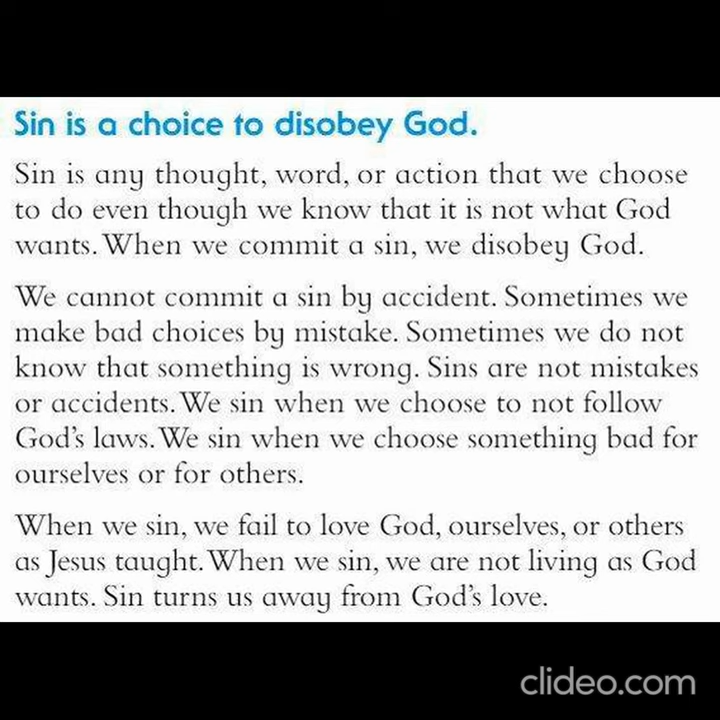 Sin is a choice to disobey God.
Sin is any thought, word, or action that we choose
to do even though we know that it is not what God
wants. When we commit a sin, we disobey God.
We cannot commit a sin by accident. Sometimes we
make bad choices by mistake. Sometimes we do not
know that something is wrong. Sins are not mistakes
or accidents. We sin when we choose to not follow
God's laws. We sin when we choose something bad for
ourselves or for others.
When we sin, we fail to love God, ourselves, or others
as Jesus taught. When we sin, we are not living as God
wants. Sin turns us away from God's love.
clideo.com